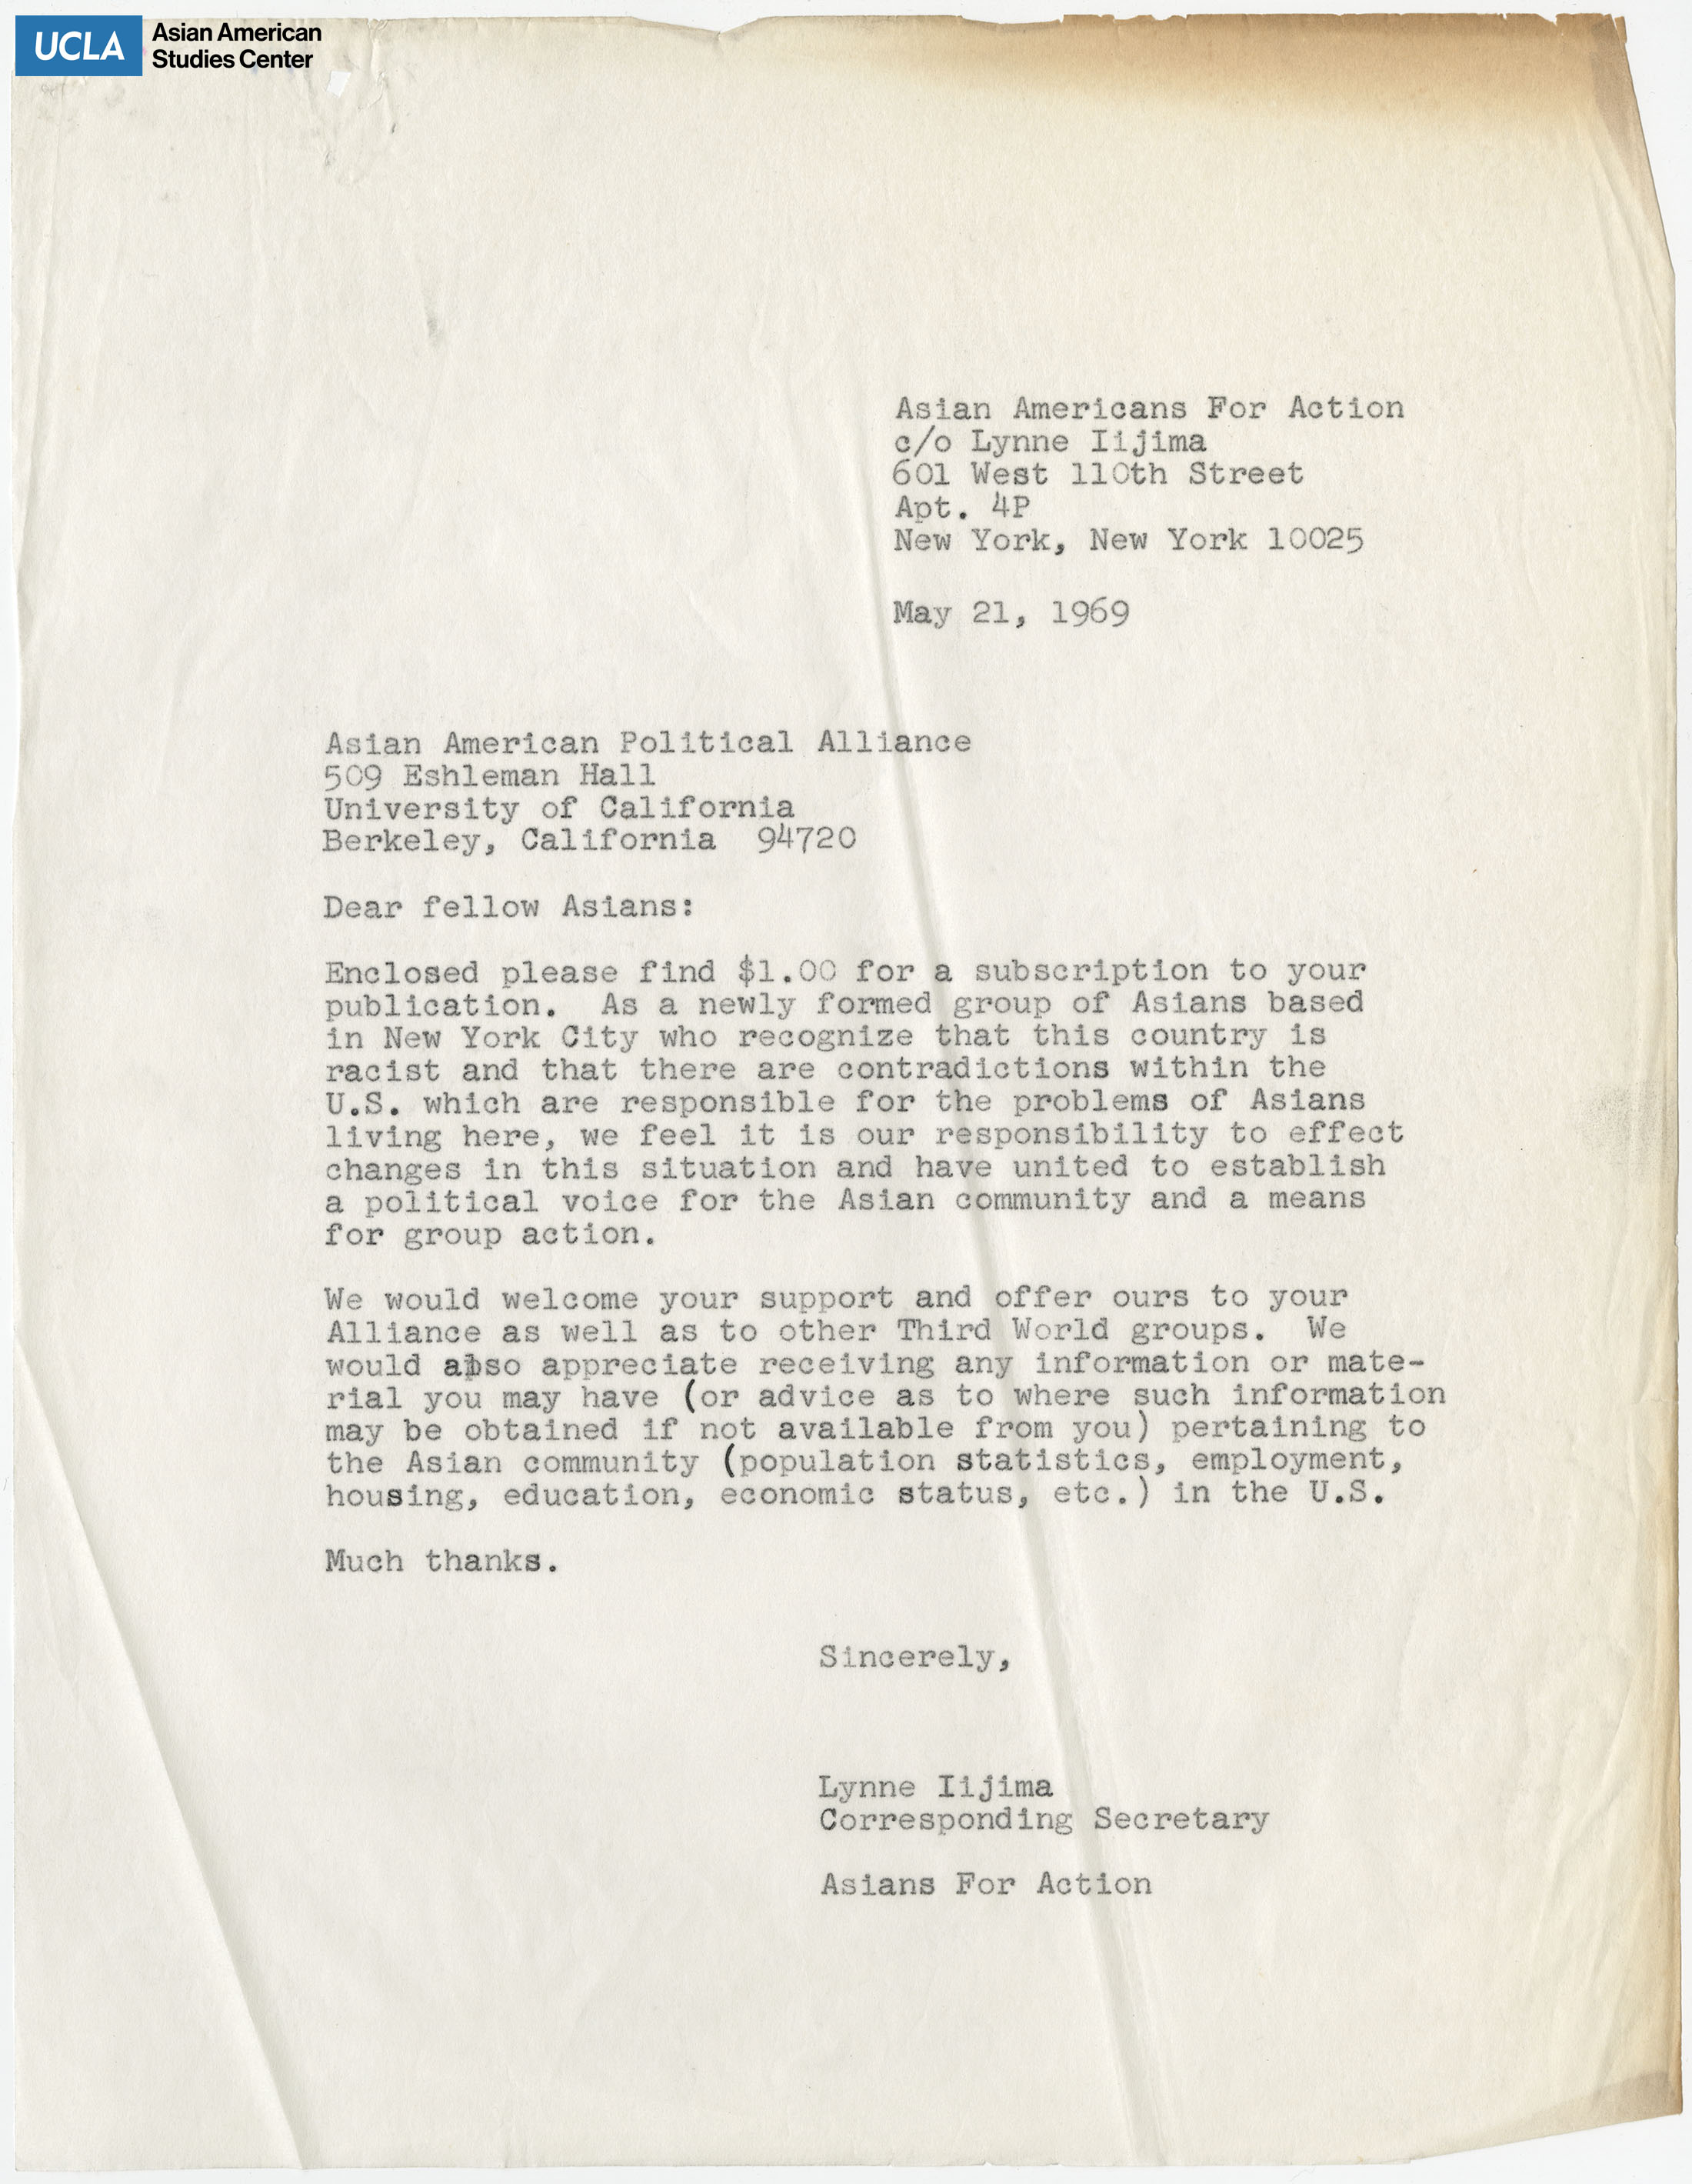 UCLA Asian American
Studies Center
Asian Americans For Action
c/o Lynne Iijima
601 West 110th Street
Apt. 4P
New York, New York 10025
May 21, 1969
Asian American Political Alliance
509 Eshleman Hall
University of California
Berkeley, California  94720
Dear fellow Asians:
Enclosed please find $1.00 for a subscription to your
publication.  As a newly formed group of Asians based
in New York City who recognize that this country is
racist and that there are contradictions within the
U.S. which are responsible for the problems of Asians
living here, we feel it is our responsibility to effect
changes in this situation and have united to establish
a political voice for the Asian community and a means
for group action.
We would welcome your support and offer ours to your
Alliance as well as to other Third World groups.  We
would also appreciate receiving any information or mate-
rial you may have (or advice as to where such information
may be obtained if not available from you) pertaining to
the Asian community (population statistics, employment,
housing, education, economic status, etc.) in the U.S.
Much thanks.
Sincerely,
Lynne Iijima
Corresponding Secretary
Asians For Action